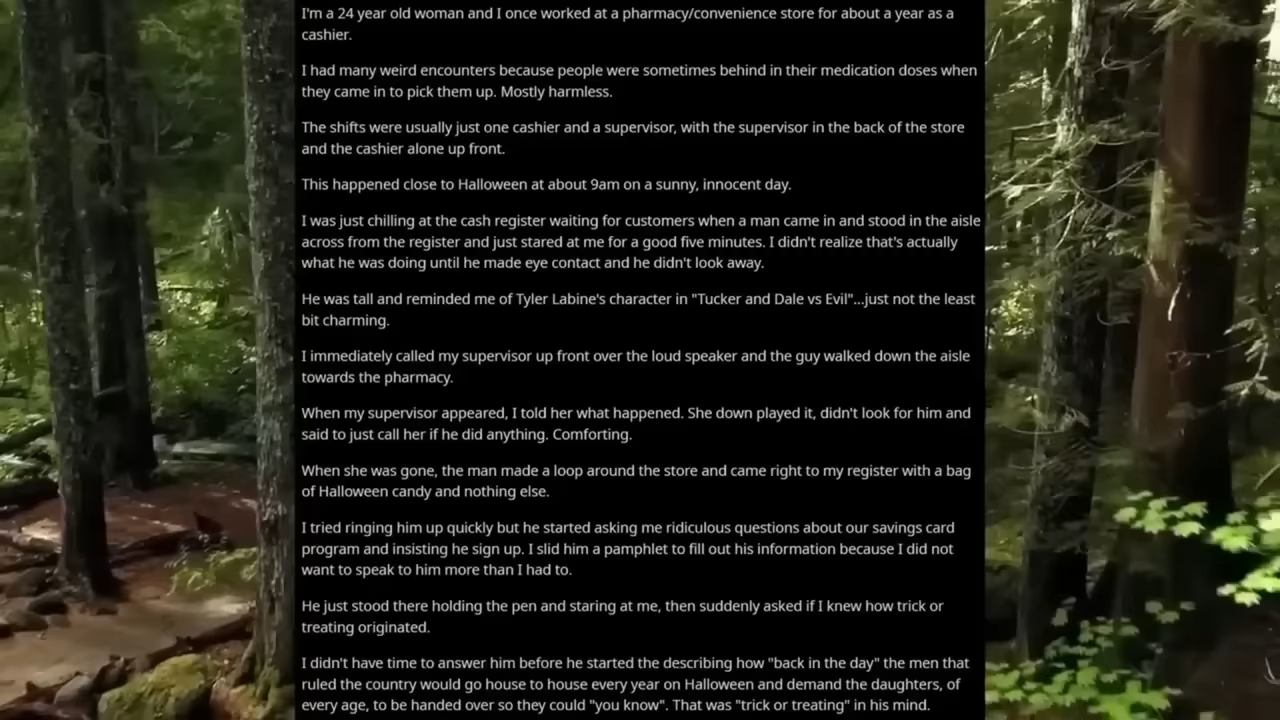 I'm a 24 year old woman and I once worked at a pharmacy/convenience store for about a year as a
cashier.
I had many weird encounters because people were sometimes behind in their medication doses when
they came in to pick them up. Mostly harmless.
The shifts were usually just one cashier and a supervisor, with the supervisor in the back of the store
and the cashier alone up front.
This happened close to Halloween at about 9am on a sunny, innocent day.
I was just chilling at the cash register waiting for customers when a man came in and stood in the aisle
across from the register and just stared at me for a good five minutes. I didn't realize that's actually
what he was doing until he made eye contact and he didn't look away.
He was tall and reminded me of Tyler Labine's character in "Tucker and Dale vs Evil"...just not the least
bit charming.
I immediately called my supervisor up front over the loud speaker and the guy walked down the aisle
towards the pharmacy.
When my supervisor appeared, I told her what happened. She down played it, didn't look for him and
said to just call her if he did anything. Comforting.
When she was gone, the man made a loop around the store and came right to my register with a bag
of Halloween candy and nothing else.
I tried ringing him up quickly but he started asking me ridiculous questions about our savings card
program and insisting he sign up. I slid him a pamphlet to fill out his information because I did not
want to speak to him more than I had to.
He just stood there holding the pen and staring at me, then suddenly asked if I knew how trick or
treating originated.
I didn't have time to answer him before he started the describing how "back in the day" the men that
ruled the country would go house to house every year on Halloween and demand the daughters, of
every age, to be handed over so they could "you know". That was "trick or treating" in his mind.